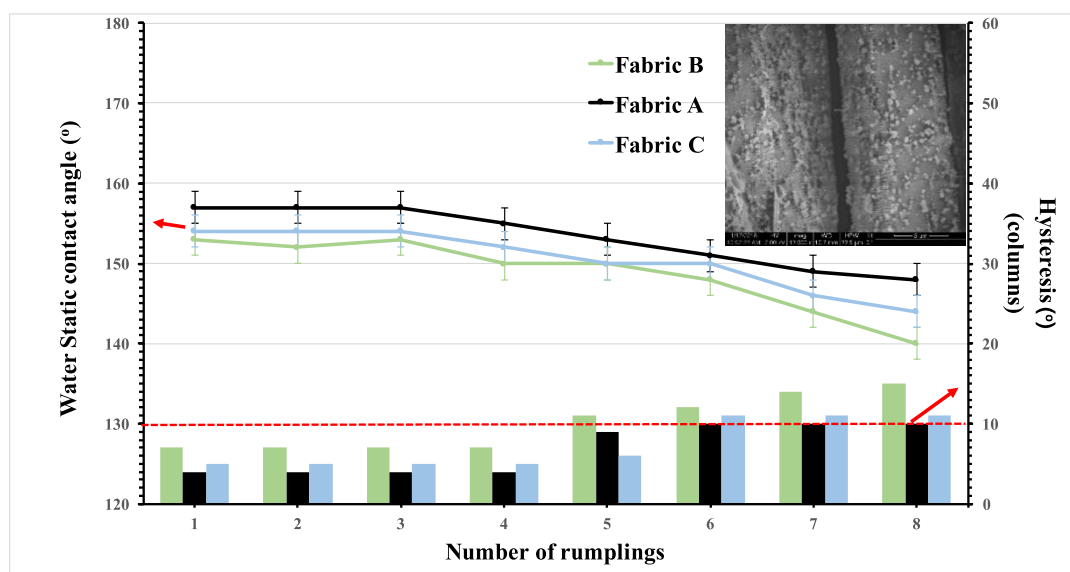 180
170
160
150
140
130
120
Water Static contact angle (º)
Fabric B
Fabric A
Fabric C
60
50
40
30
20
10
0
Hysteresis (º)
(columns)
1 2 3 4 5 6 7 8
Number of rumplings